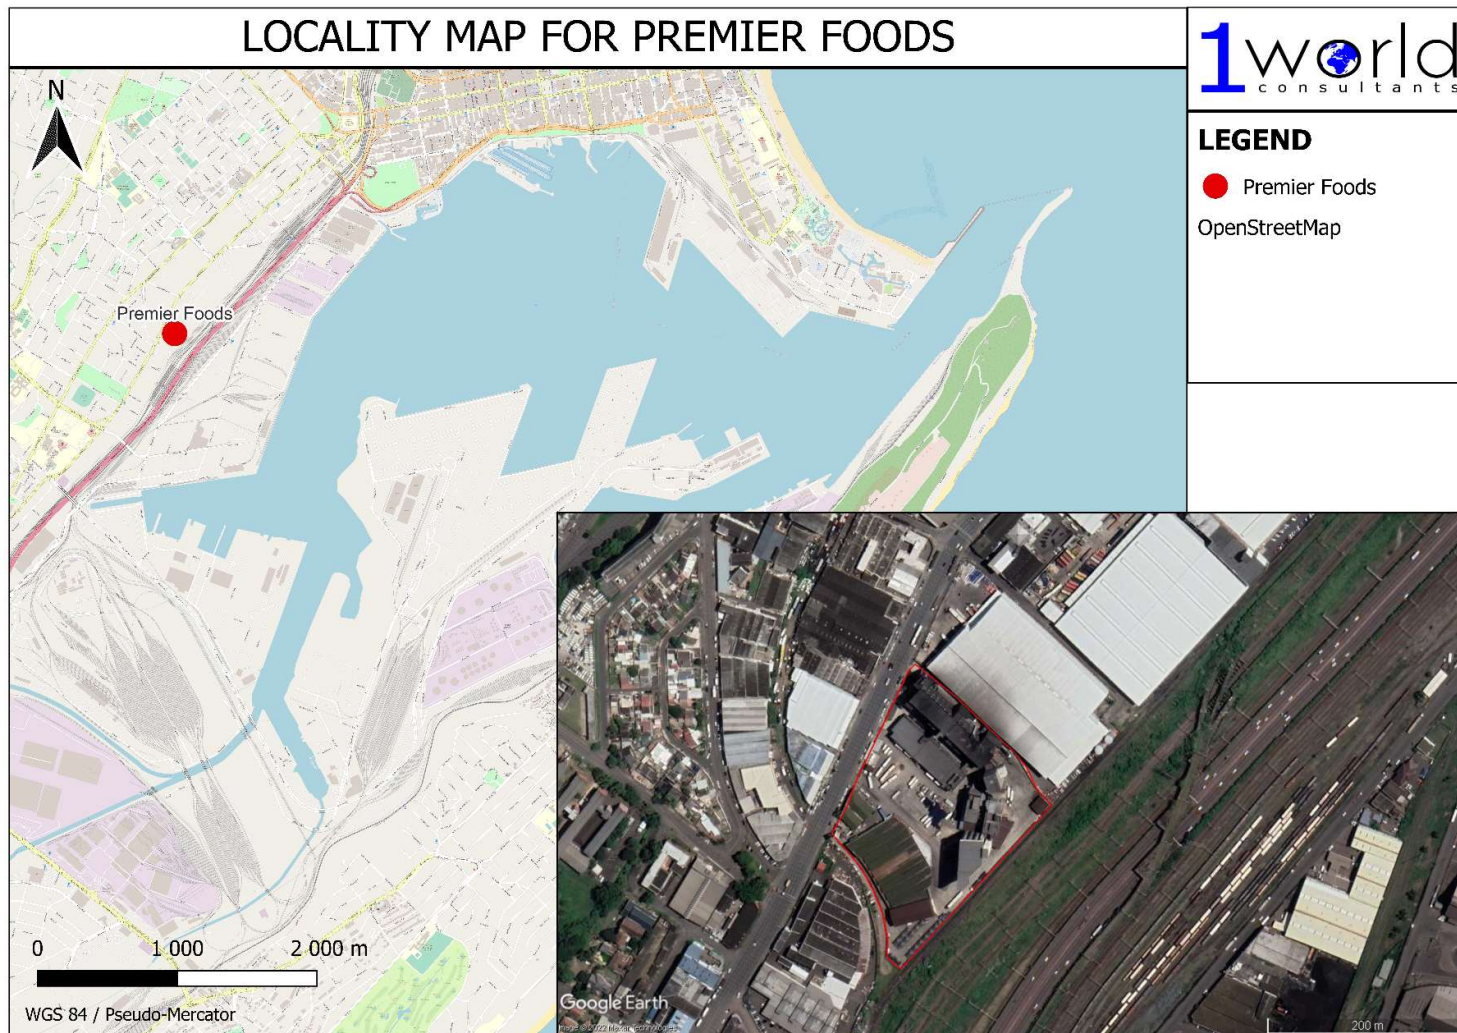 LOCALITY MAP FOR PREMIER FOODS
1world
consultants
N
LEGEND
Premier Foods
OpenStreetMap
Premier Foods
0 1 000 2 000 m
WGS 84 / Pseudo-Mercator
Google Earth
200 m